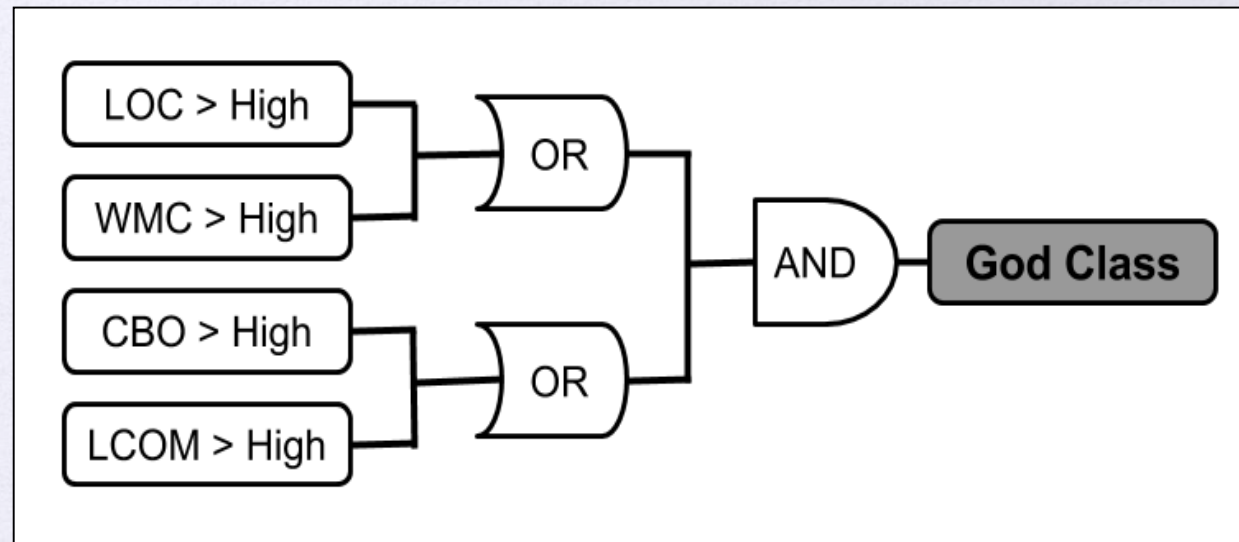 LOC > High
WMC > High
OR
CBO > High
LCOM > High
OR
AND
God Class